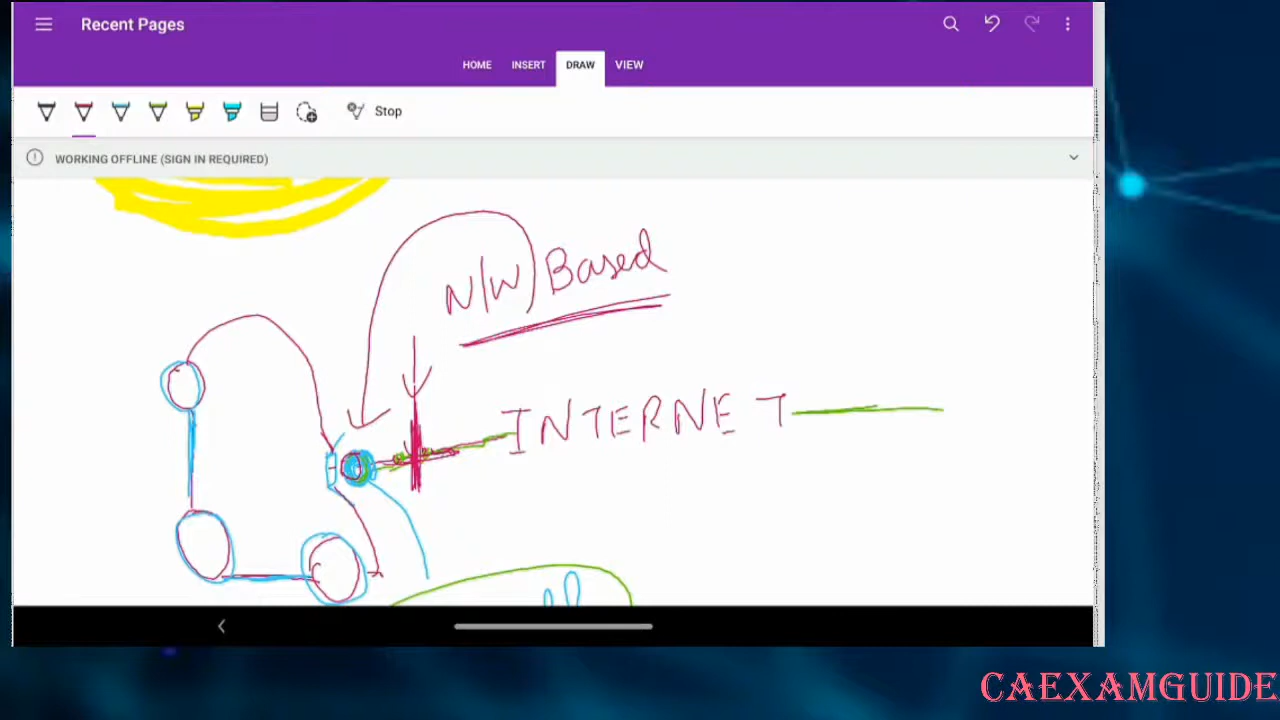 Recent Pages
HOME INSERT DRAW VIEW
Stop
WORKING OFFLINE (SIGN IN REQUIRED)
N/W) Based
INTERNET
CAEXAMGUIDE